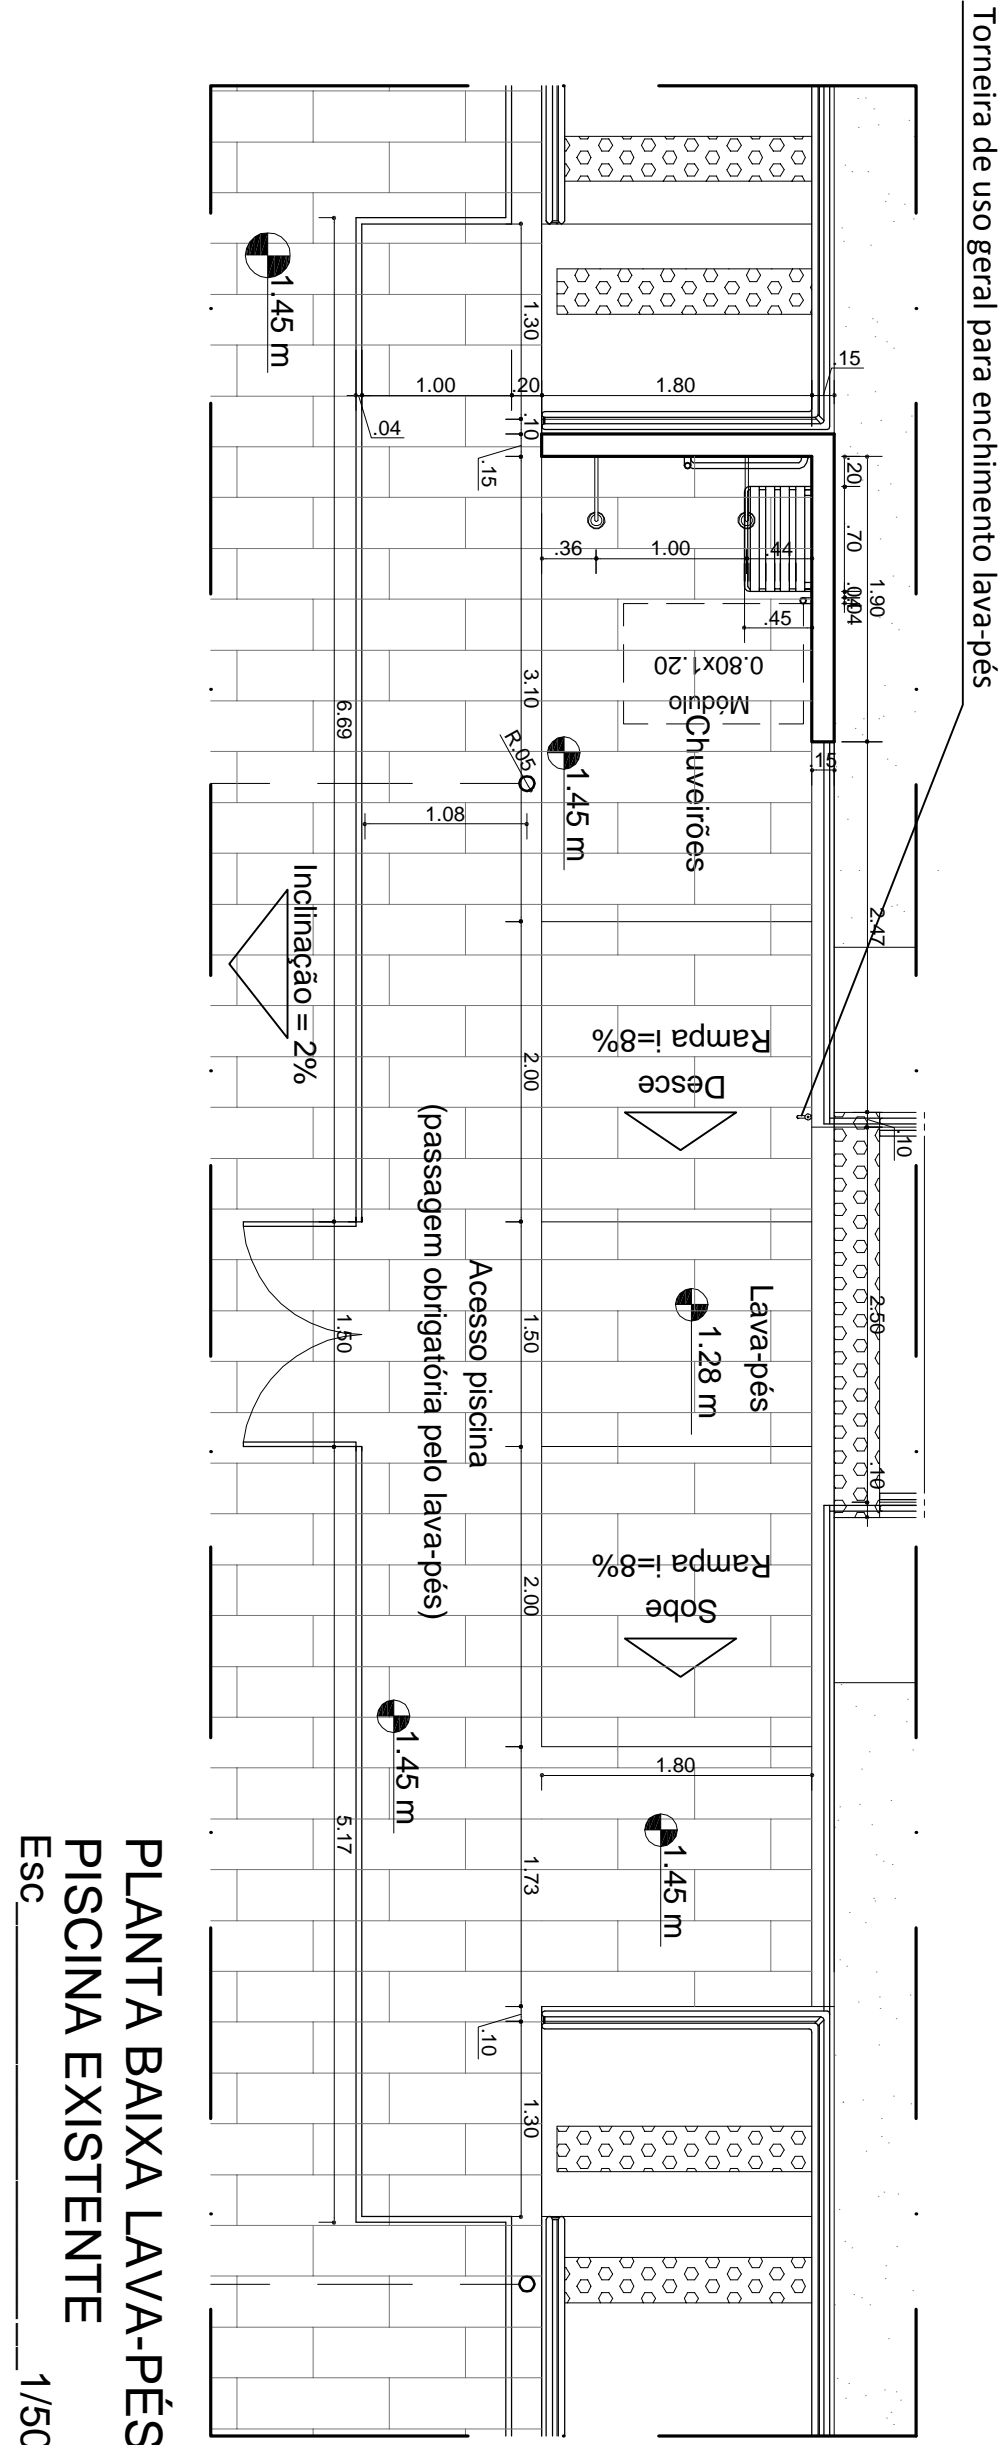 Torneira de uso geral para enchimento lava-pés
.15
.20
.70
.04
.04
1.90
.15
2.47
.10
2.50
.10
1.30
1.00
.20
1.80
.04
.10
.15
.36
1.00
.44
.45
Módulo
0.80x1.20
Chuveirões
3.10
1.45 m
R.05
1.08
6.69
1.45 m
Inclinação = 2%
Desce
Rampa i=8%
2.00
Lava-pés
1.28 m
1.50
Acesso piscina
(passagem obrigatória pelo lava-pés)
1.50
Sobe
Rampa i=8%
2.00
1.45 m
1.80
1.45 m
5.17
1.73
.10
1.30
PLANTA BAIXA LAVA-PÉS
PISCINA EXISTENTE
Esc 1/50